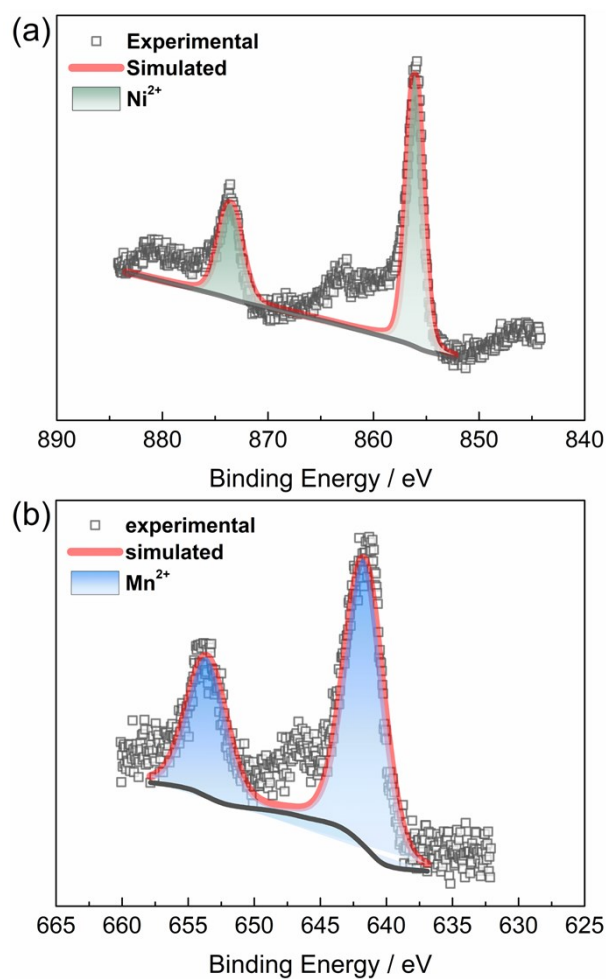 (a)
Experimental
Simulated
Ni²⁺
890 880 870 860 850 840
Binding Energy / eV
(b)
experimental
simulated
Mn²⁺
665 660 655 650 645 640 635 630 625
Binding Energy / eV